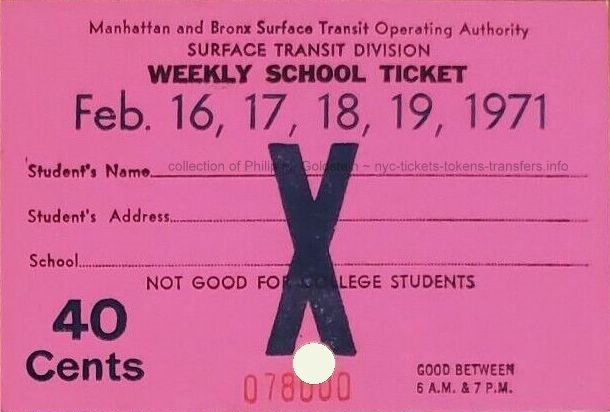 Manhattan and Bronx Surface Transit Operating Authority
SURFACE TRANSIT DIVISION
WEEKLY SCHOOL TICKET
Feb. 16, 17, 18, 19, 1971
collection of Philip Goldstein ~ nyc-tickets-tokens-transfers.info
Student's Name
Student's Address
School
X
NOT GOOD FOR COLLEGE STUDENTS
40
Cents
GOOD BETWEEN
6 A.M. & 7 P.M.
078000